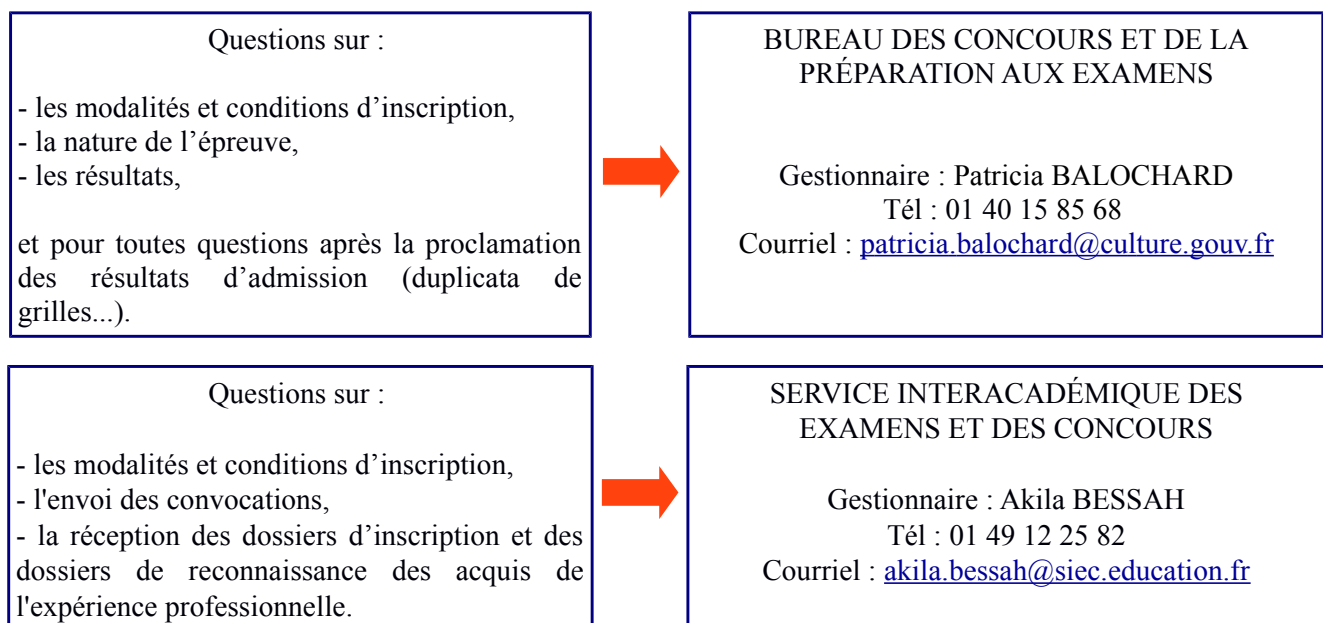 Questions sur :
- les modalités et conditions d’inscription,
- la nature de l’épreuve,
- les résultats,
et pour toutes questions après la proclamation
des résultats d’admission (duplicata de
grilles...).
BUREAU DES CONCOURS ET DE LA
PRÉPARATION AUX EXAMENS
Gestionnaire : Patricia BALOCHARD
Tél : 01 40 15 85 68
Courriel : patricia.balochard@culture.gouv.fr
Questions sur :
- les modalités et conditions d’inscription,
- l'envoi des convocations,
- la réception des dossiers d’inscription et des
dossiers de reconnaissance des acquis de
l'expérience professionnelle.
SERVICE INTERACADÉMIQUE DES
EXAMENS ET DES CONCOURS
Gestionnaire : Akila BESSAH
Tél : 01 49 12 25 82
Courriel : akila.bessah@siec.education.fr